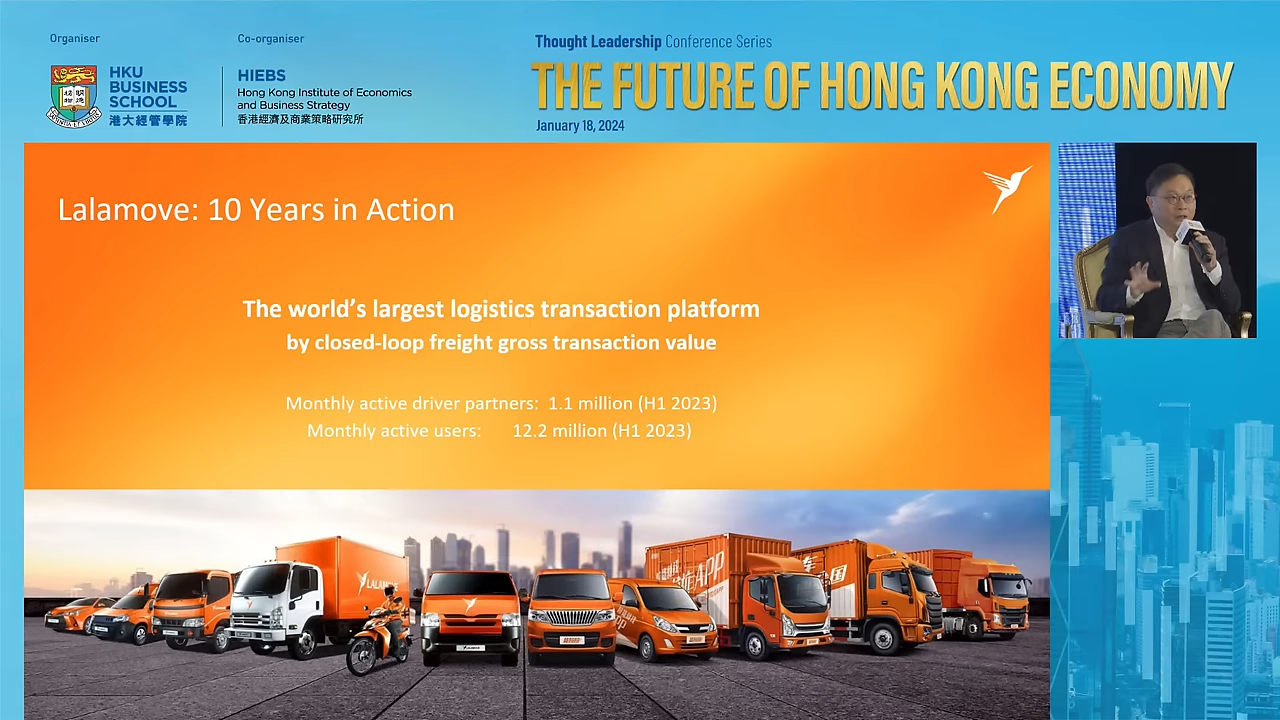 Organiser
HKU
BUSINESS
SCHOOL
港大經管學院
Co-organiser
HIEBS
Hong Kong Institute of Economics
and Business Strategy
香港經濟及商業策略研究所
Thought Leadership Conference Series
THE FUTURE OF HONG KONG ECONOMY
January 18, 2024
Lalamove: 10 Years in Action
The world's largest logistics transaction platform
by closed-loop freight gross transaction value
Monthly active driver partners: 1.1 million (H1 2023)
Monthly active users: 12.2 million (H1 2023)